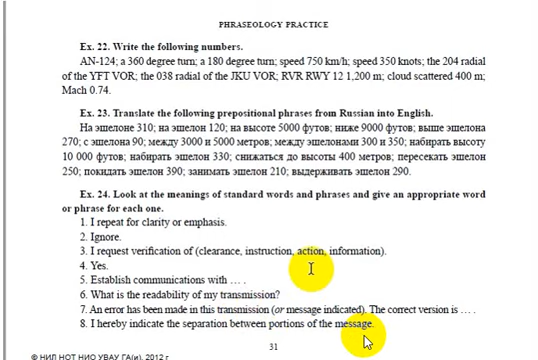 PHRASEOLOGY PRACTICE
Ex. 22. Write the following numbers.
AN-124; a 360 degree turn; a 180 degree turn; speed 750 km/h; speed 350 knots; the 204 radial
of the YFT VOR; the 038 radial of the JKU VOR; RVR RWY 12 1,200 m; cloud scattered 400 m;
Mach 0.74.
Ex. 23. Translate the following prepositional phrases from Russian into English.
На эшелоне 310; на эшелон 120; на высоте 5000 футов; ниже 9000 футов; выше эшелона
270; с эшелона 90; между 3000 и 5000 метров; между эшелонами 300 и 350; набирать высоту
10 000 футов; набирать эшелон 330; снижаться до высоты 400 метров; пересекать эшелон
250; покидать эшелон 390; занимать эшелон 210; выдерживать эшелон 290.
Ex. 24. Look at the meanings of standard words and phrases and give an appropriate word
or phrase for each one.
1. I repeat for clarity or emphasis.
2. Ignore.
3. I request verification of (clearance, instruction, action, information).
4. Yes.
5. Establish communications with ... .
6. What is the readability of my transmission?
7. An error has been made in this transmission (or message indicated). The correct version is ... .
8. I hereby indicate the separation between portions of the message.
31
© НИЛ НОТ НИО УВАУ ГА(и), 2012 г